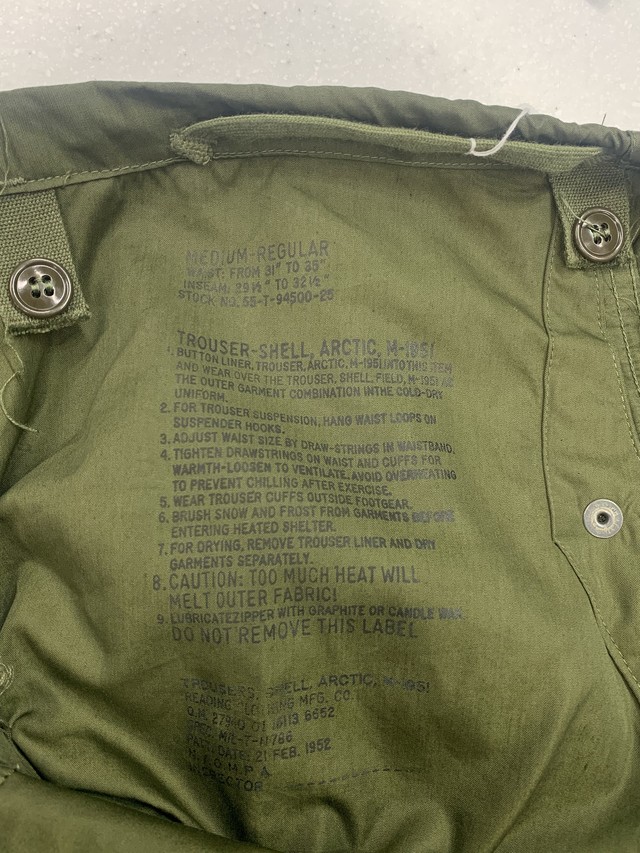 MEDIUM-REGULAR
WAIST: FROM 31" TO 35"
INSEAM: 29½" TO 32½"
STOCK NO. 55-T-94500-25
TROUSER-SHELL, ARCTIC, M-1951
1. BUTTON LINER, TROUSER, ARCTIC, M-1951 INTO THIS ITEM
AND WEAR OVER THE TROUSER, SHELL, FIELD, M-1951 AS
THE OUTER GARMENT COMBINATION IN THE COLD-DRY
UNIFORM.
2. FOR TROUSER SUSPENSION, HANG WAIST LOOPS ON
SUSPENDER HOOKS.
3. ADJUST WAIST SIZE BY DRAW-STRINGS IN WAISTBAND.
4. TIGHTEN DRAWSTRINGS ON WAIST AND CUFFS FOR
WARMTH-LOOSEN TO VENTILATE. AVOID OVERHEATING
TO PREVENT CHILLING AFTER EXERCISE.
5. WEAR TROUSER CUFFS OUTSIDE FOOTGEAR.
6. BRUSH SNOW AND FROST FROM GARMENTS BEFORE
ENTERING HEATED SHELTER.
7. FOR DRYING, REMOVE TROUSER LINER AND DRY
GARMENTS SEPARATELY.
8. CAUTION: TOO MUCH HEAT WILL
MELT OUTER FABRIC!
9. LUBRICATE ZIPPER WITH GRAPHITE OR CANDLE WAX.
DO NOT REMOVE THIS LABEL
TROUSERS, SHELL, ARCTIC, M-1951
READING CLOTHING MFG. CO.
Q.M. 6652
MIL-T-11786
DATE: 21 FEB. 1952
INSPECTOR